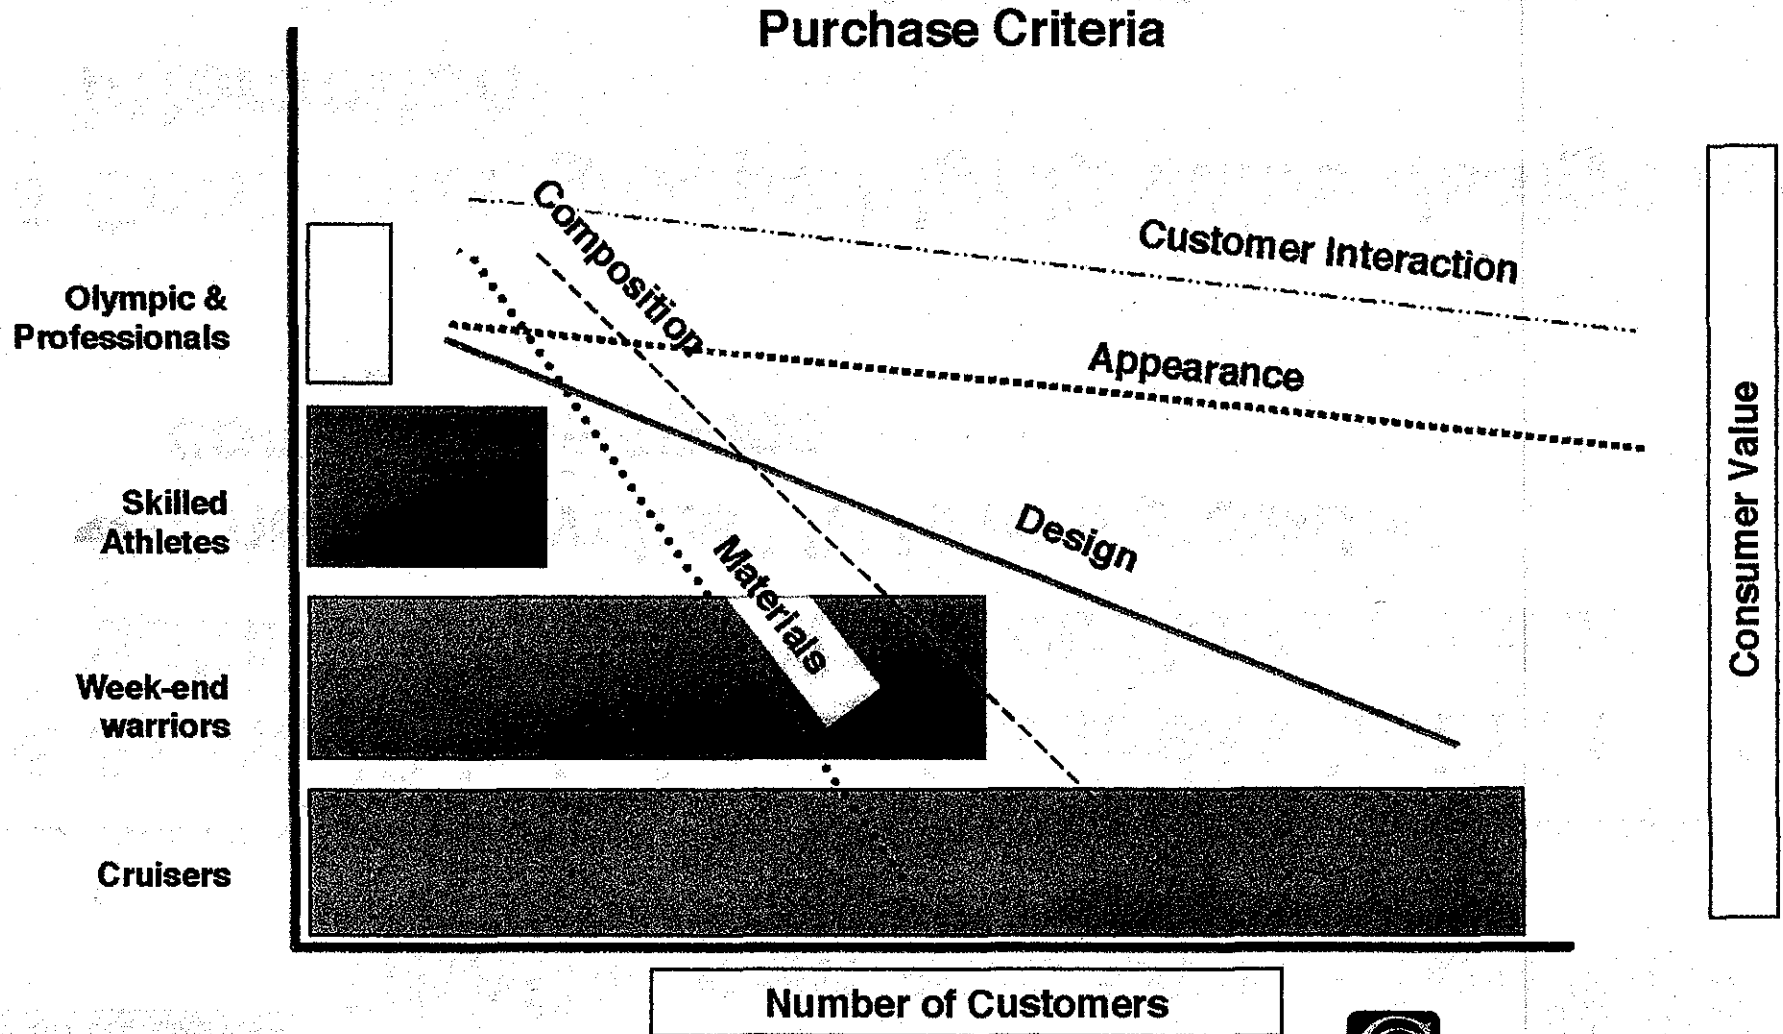 Purchase Criteria
Composition
Customer Interaction
Olympic &
Professionals
Appearance
Skilled
Athletes
Design
Materials
Week-end
warriors
Cruisers
Consumer Value
Number of Customers